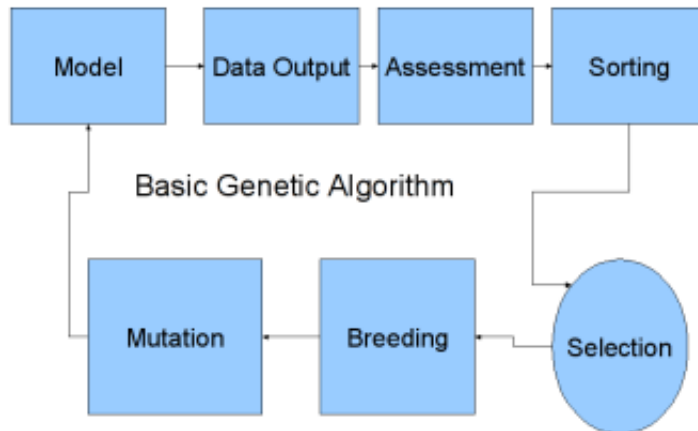 Model
Data Output
Assessment
Sorting
Basic Genetic Algorithm
Mutation
Breeding
Selection